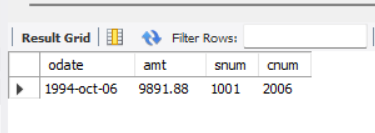 Result Grid Filter Rows:
odate amt snum cnum
1994-oct-06 9891.88 1001 2006